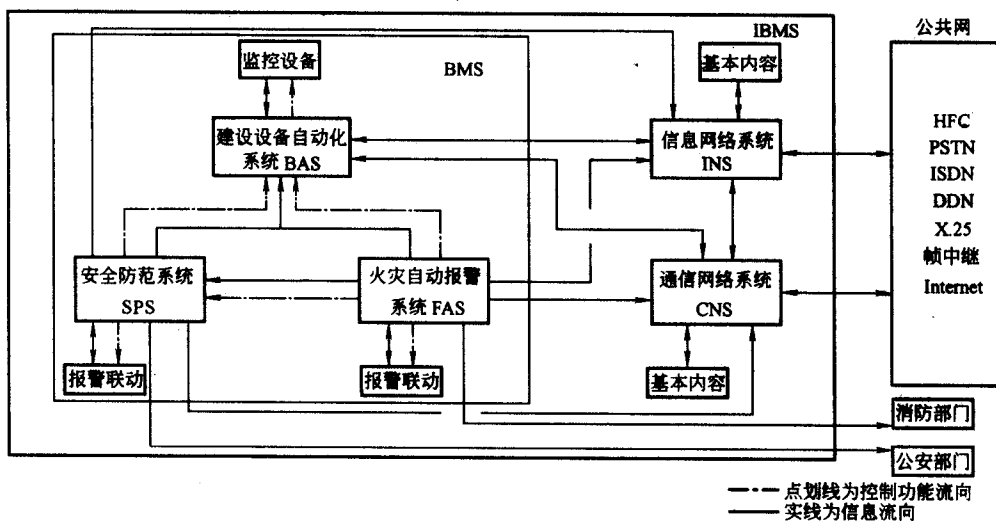 IBMS
公共网
监控设备
BMS
基本内容
建设设备自动化
系统 BAS
信息网络系统
INS
HFC
PSTN
ISDN
DDN
X.25
帧中继
Internet
安全防范系统
SPS
火灾自动报警
系统 FAS
通信网络系统
CNS
报警联动
报警联动
基本内容
消防部门
公安部门
点划线为控制功能流向
实线为信息流向